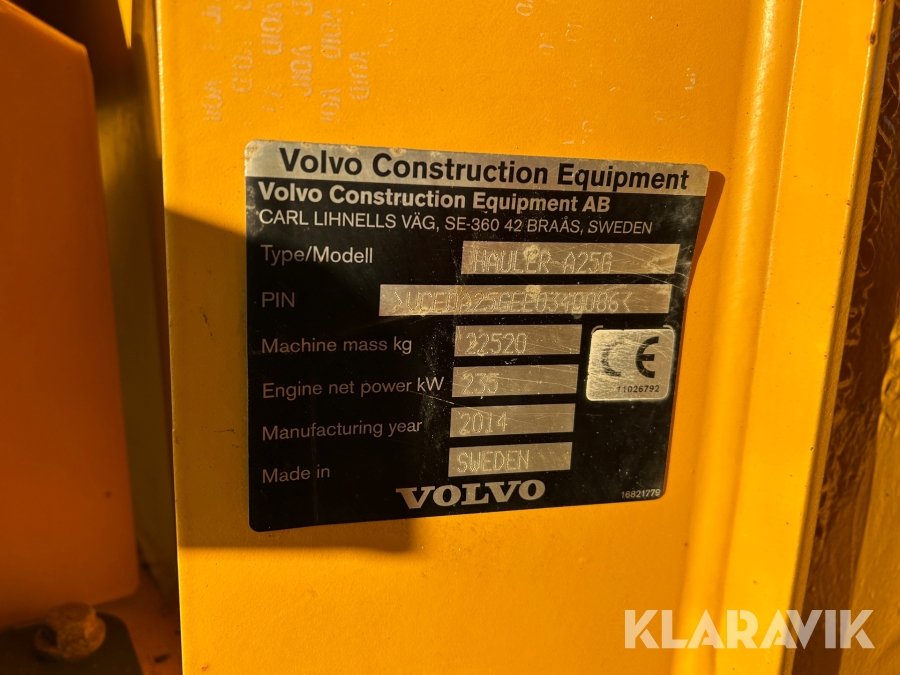 Volvo Construction Equipment
Volvo Construction Equipment AB
CARL LIHNELLS VÄG, SE-360 42 BRAÅS, SWEDEN
Type/Modell HAULER A25G
PIN
Machine mass kg 22520
Engine net power kW 235
CE
11026792
Manufacturing year 2014
Made in SWEDEN
VOLVO
16821779
KLARAVIK